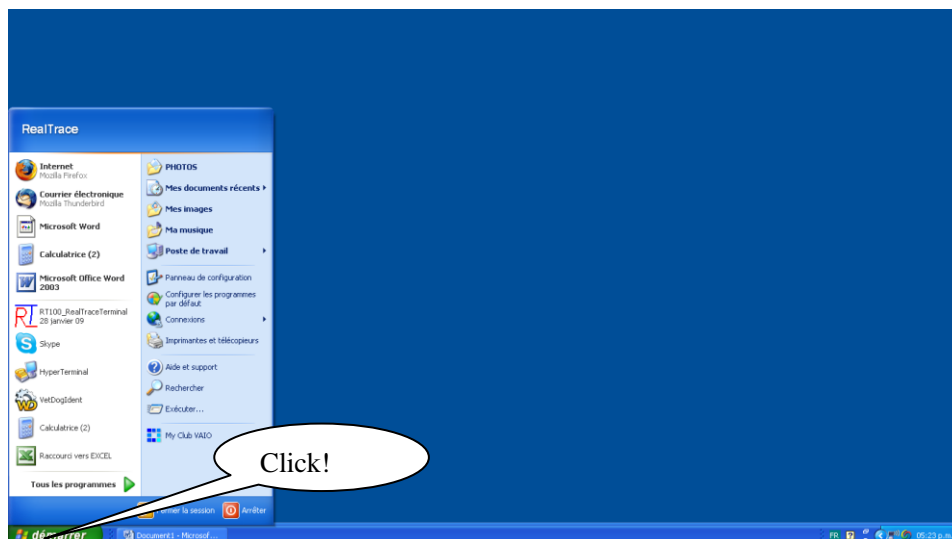 RealTrace
Internet
Mozilla Firefox
Courrier électronique
Mozilla Thunderbird
Microsoft Word
Calculatrice (2)
Microsoft Office Word
2003
RT100_RealTraceTerminal
28 janvier 09
Skype
HyperTerminal
VetDogIdent
Calculatrice (2)
Raccourci vers EXCEL
Tous les programmes
PHOTOS
Mes documents récents
Mes images
Ma musique
Poste de travail
Panneau de configuration
Configurer les programmes
par défaut
Connexions
Imprimantes et télécopieurs
Aide et support
Rechercher
Exécuter...
My Club VAIO
Click!
Fermer la session
Arrêter
démarrer
Document1 - Microsof...
FR
05:23 p.m.